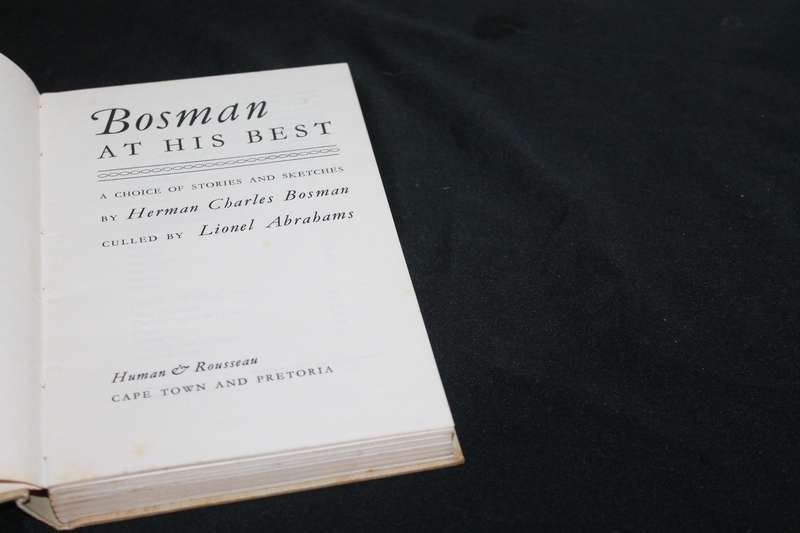 Bosman
AT HIS BEST
A CHOICE OF STORIES AND SKETCHES
BY Herman Charles Bosman
CULLED BY Lionel Abrahams
Human & Rousseau
CAPE TOWN AND PRETORIA